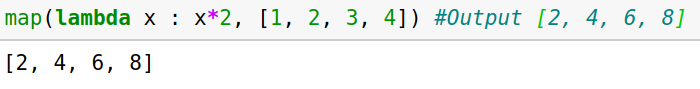 map(lambda x : x*2, [1, 2, 3, 4]) #Output [2, 4, 6, 8]
[2, 4, 6, 8]